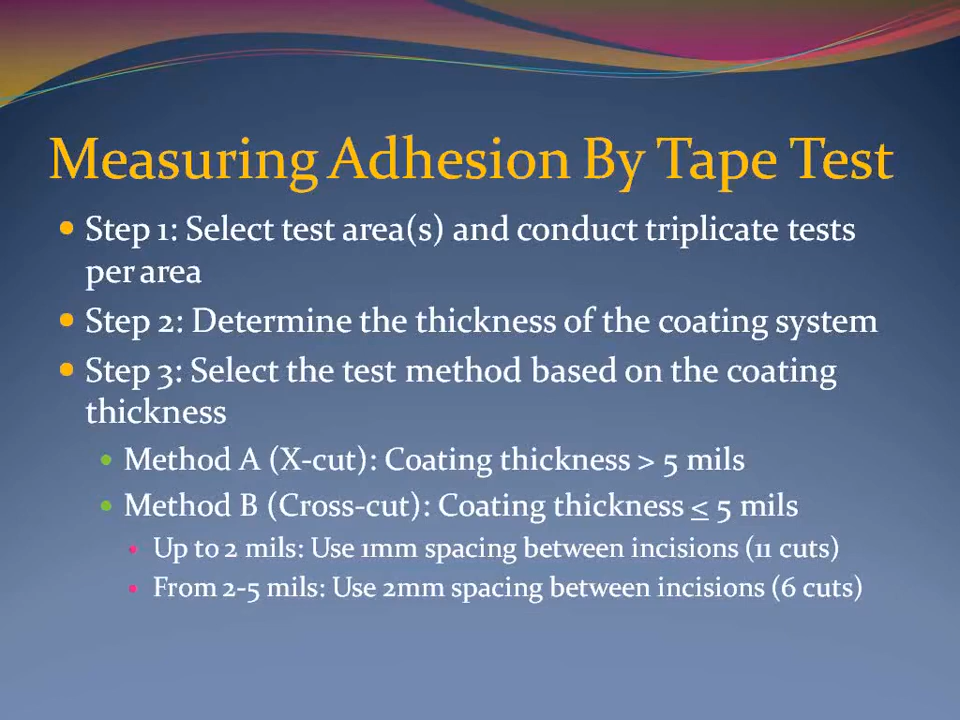 Measuring Adhesion By Tape Test
Step 1: Select test area(s) and conduct triplicate tests
per area
Step 2: Determine the thickness of the coating system
Step 3: Select the test method based on the coating
thickness
Method A (X-cut): Coating thickness > 5 mils
Method B (Cross-cut): Coating thickness ≤ 5 mils
Up to 2 mils: Use 1mm spacing between incisions (11 cuts)
From 2-5 mils: Use 2mm spacing between incisions (6 cuts)